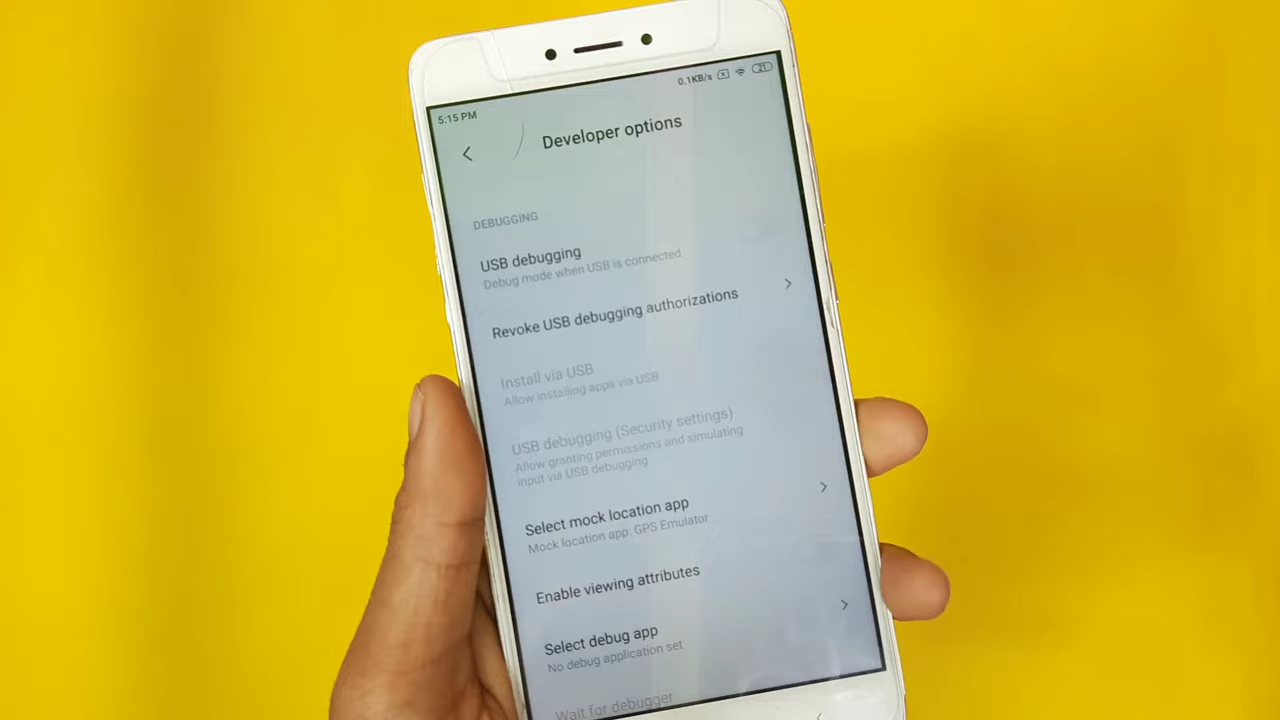 5:15 PM
0.1KB/s
21
Developer options
DEBUGGING
USB debugging
Debug mode when USB is connected
Revoke USB debugging authorizations
Install via USB
Allow installing apps via USB
USB debugging (Security settings)
Allow granting permissions and simulating
input via USB debugging
Select mock location app
Mock location app: GPS Emulator
Enable viewing attributes
Select debug app
No debug application set
Wait for debugger